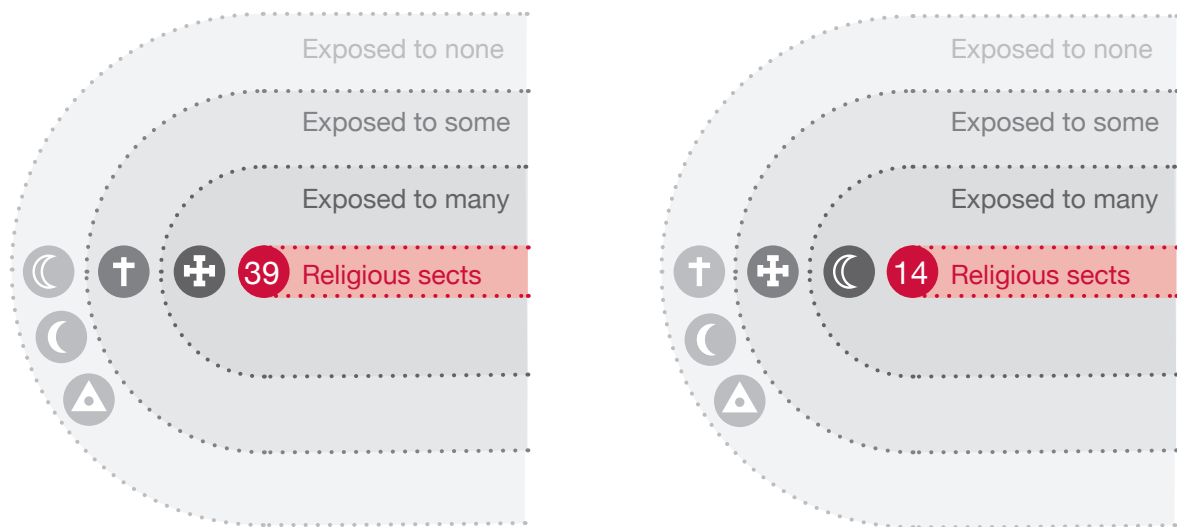 Exposed to none
Exposed to some
Exposed to many
39 Religious sects
Exposed to none
Exposed to some
Exposed to many
14 Religious sects